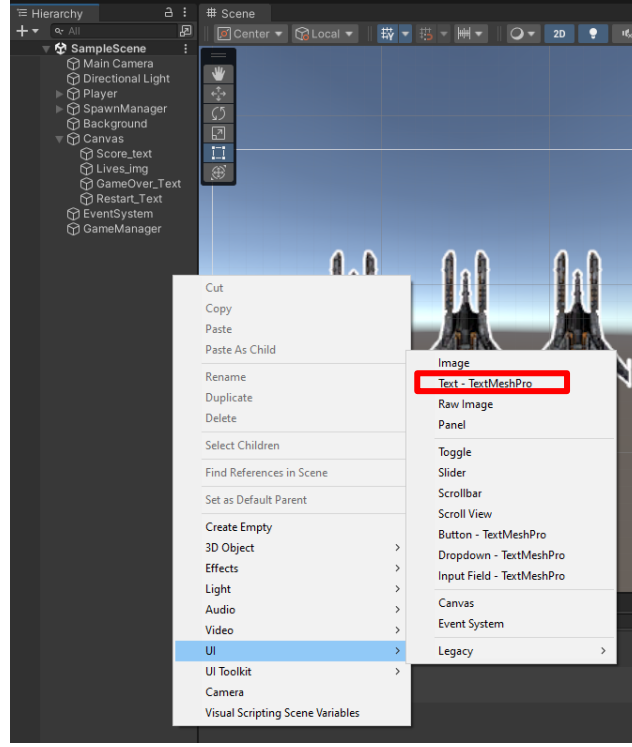 Hierarchy
All
SampleScene
Main Camera
Directional Light
Player
SpawnManager
Background
Canvas
Score_text
Lives_img
GameOver_Text
Restart_Text
EventSystem
GameManager
# Scene
Center
Local
2D
Cut
Copy
Paste
Paste As Child
Rename
Duplicate
Delete
Select Children
Find References in Scene
Set as Default Parent
Create Empty
3D Object
Effects
Light
Audio
Video
UI
UI Toolkit
Camera
Visual Scripting Scene Variables
Image
Text - TextMeshPro
Raw Image
Panel
Toggle
Slider
Scrollbar
Scroll View
Button - TextMeshPro
Dropdown - TextMeshPro
Input Field - TextMeshPro
Canvas
Event System
Legacy